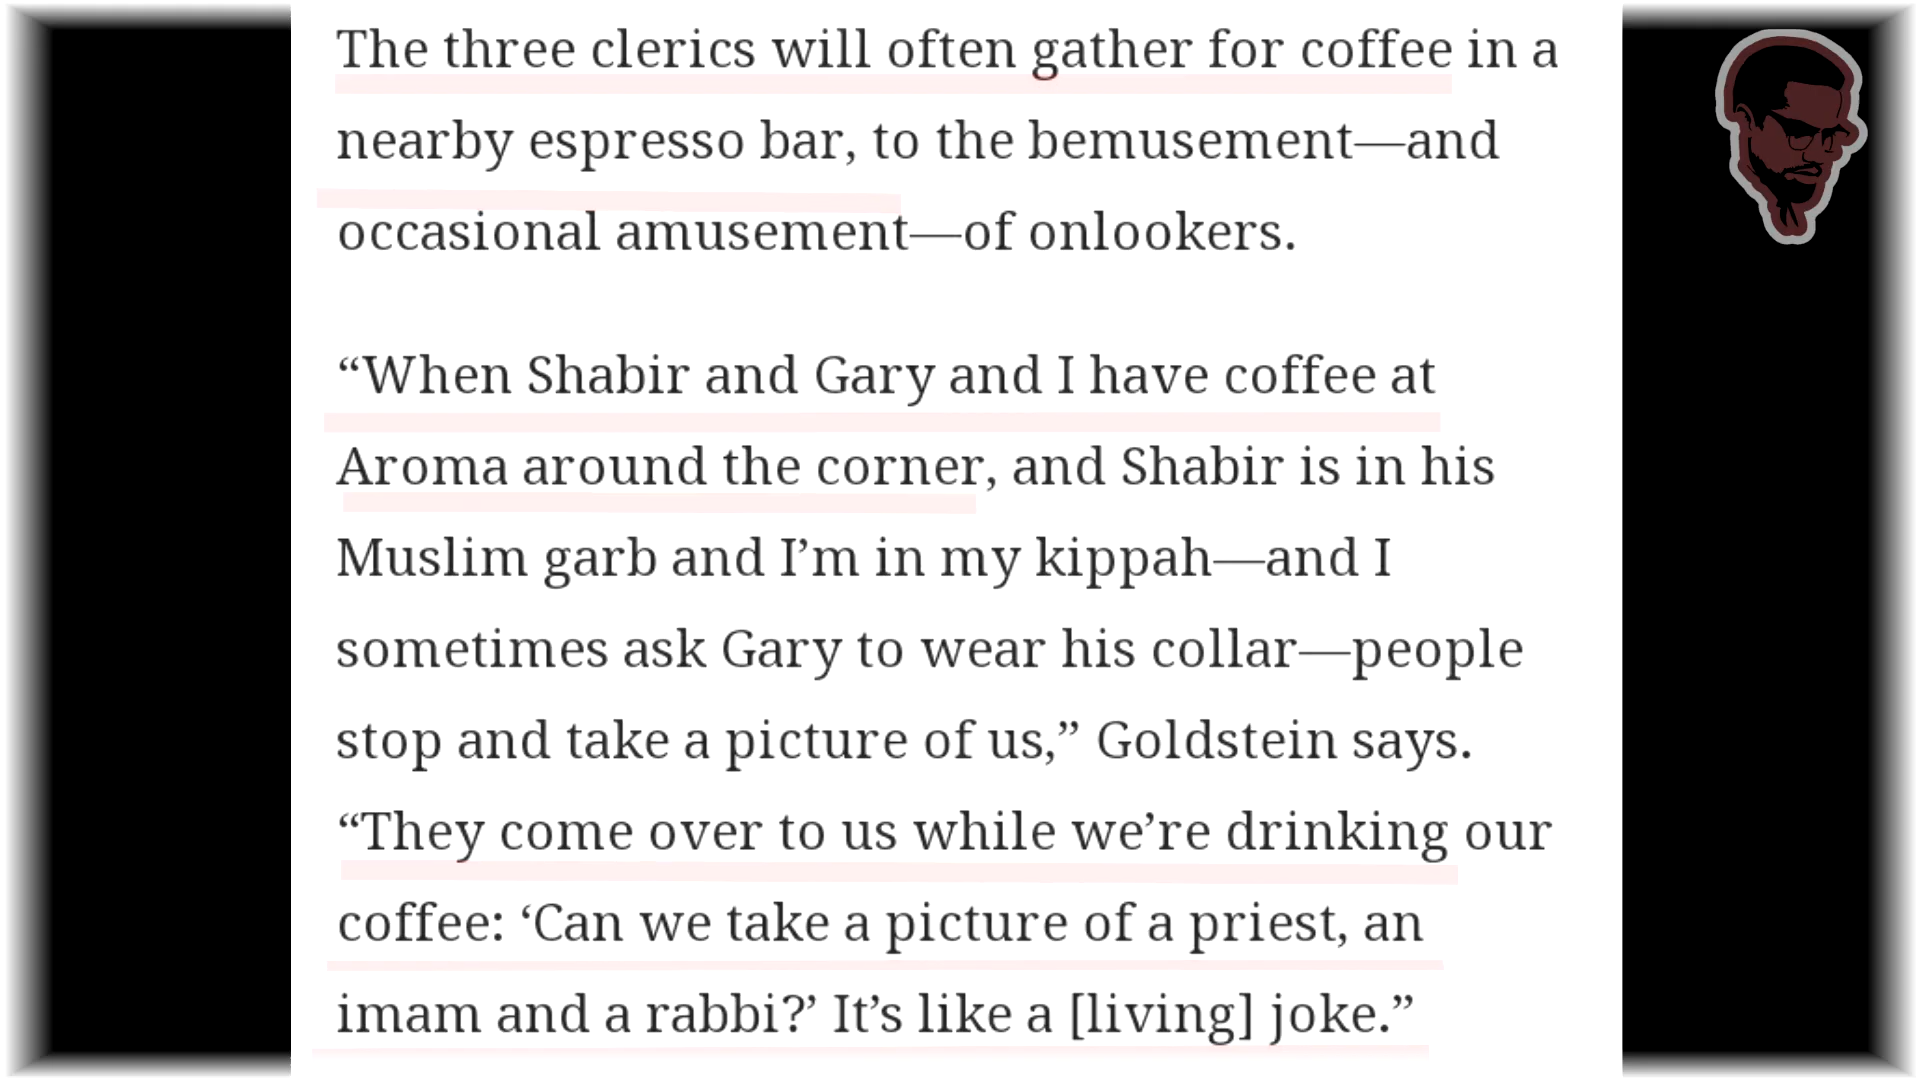 The three clerics will often gather for coffee in a
nearby espresso bar, to the bemusement—and
occasional amusement—of onlookers.
“When Shabir and Gary and I have coffee at
Aroma around the corner, and Shabir is in his
Muslim garb and I’m in my kippah—and I
sometimes ask Gary to wear his collar—people
stop and take a picture of us,” Goldstein says.
“They come over to us while we’re drinking our
coffee: ‘Can we take a picture of a priest, an
imam and a rabbi?’ It’s like a [living] joke.”